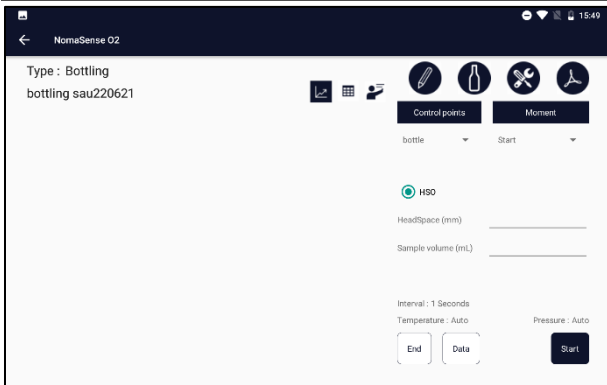 15:49
NomaSense O2
Type : Bottling
bottling sau220621
Control points
Moment
bottle
Start
HSO
HeadSpace (mm)
Sample volume (mL)
Interval : 1 Seconds
Temperature : Auto
Pressure : Auto
End
Data
Start